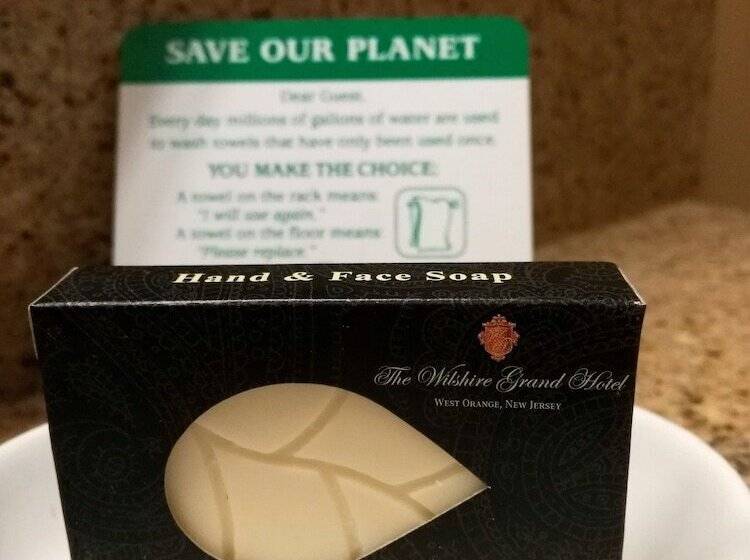 SAVE OUR PLANET
Dear Guest,
Every day millions of gallons of water are used
to wash towels that have only been used once.
YOU MAKE THE CHOICE:
A towel on the rack means
"I will use again."
A towel on the floor means
"Please replace."
Hand & Face Soap
The Wilshire Grand Hotel
WEST ORANGE, NEW JERSEY